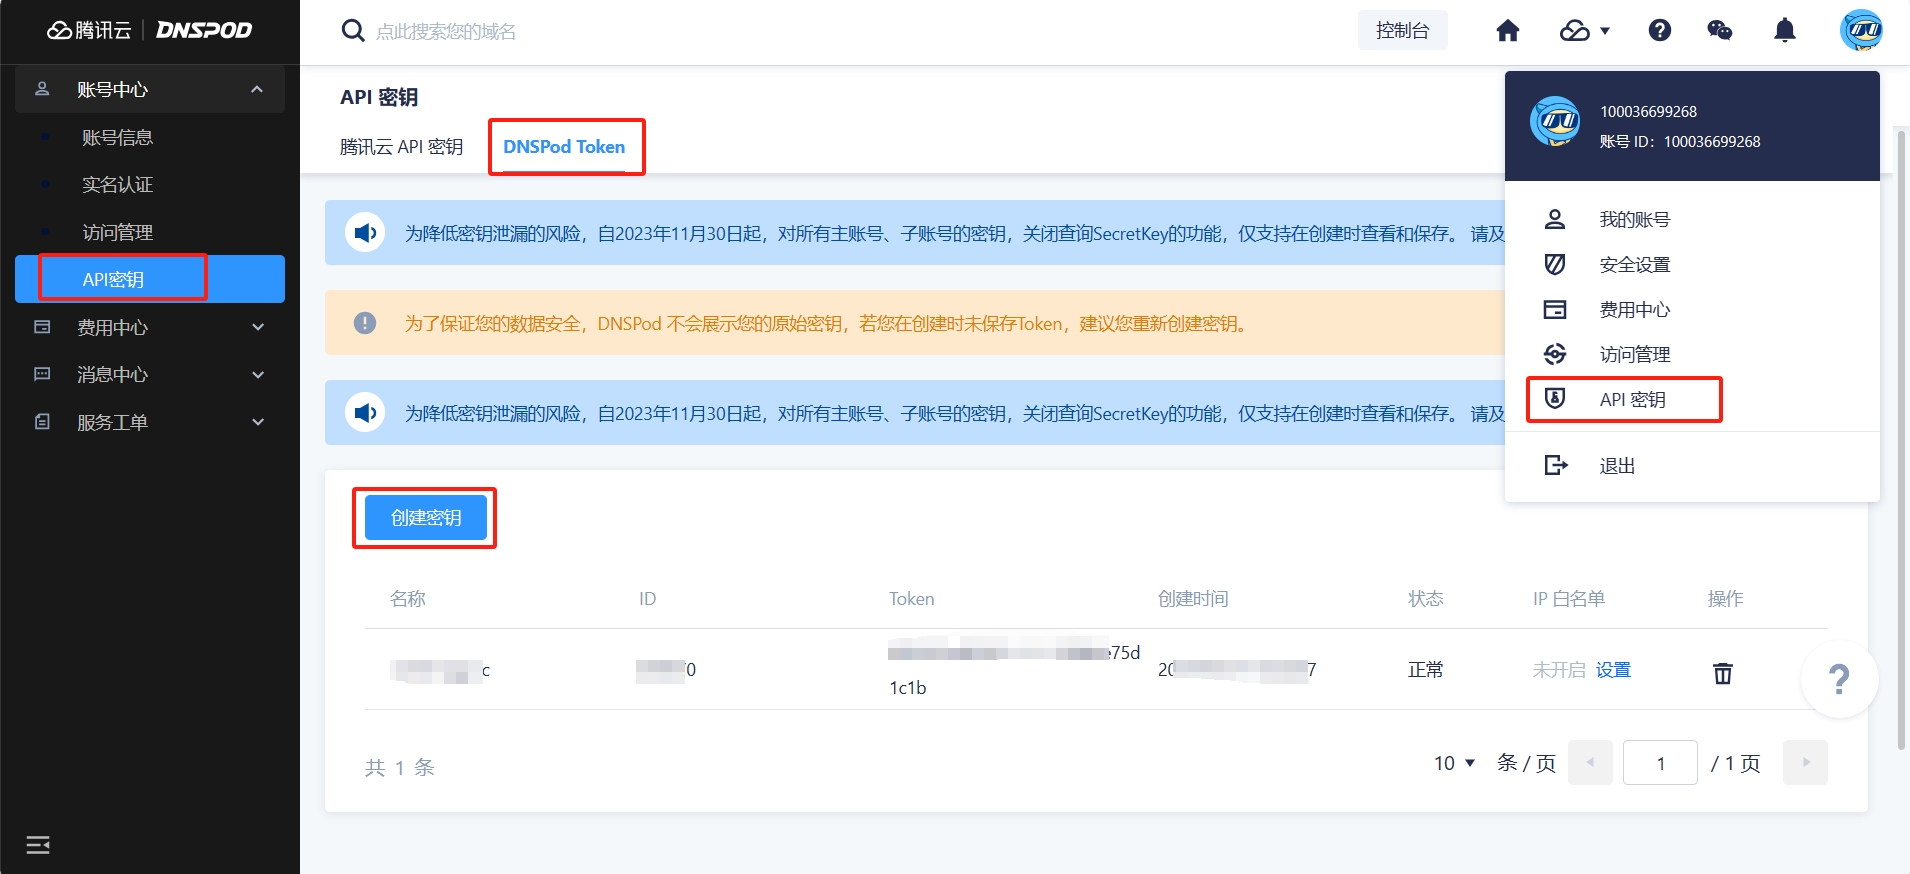 腾讯云 DNSPOD
点此搜索您的域名
控制台
账号中心
账号信息
实名认证
访问管理
API密钥
费用中心
消息中心
服务工单
API 密钥
腾讯云 API 密钥
DNSPod Token
为降低密钥泄漏的风险，自2023年11月30日起，对所有主账号、子账号的密钥，关闭查询SecretKey的功能，仅支持在创建时查看和保存。 请及
为了保证您的数据安全，DNSPod 不会展示您的原始密钥，若您在创建时未保存Token，建议您重新创建密钥。
为降低密钥泄漏的风险，自2023年11月30日起，对所有主账号、子账号的密钥，关闭查询SecretKey的功能，仅支持在创建时查看和保存。 请及
100036699268
账号 ID：100036699268
我的账号
安全设置
费用中心
访问管理
API 密钥
退出
创建密钥
名称 ID Token 创建时间 状态 IP 白名单 操作
c 0 e75d 20 7 正常 未开启 设置
1c1b
共 1 条
10 条 / 页 1 / 1 页